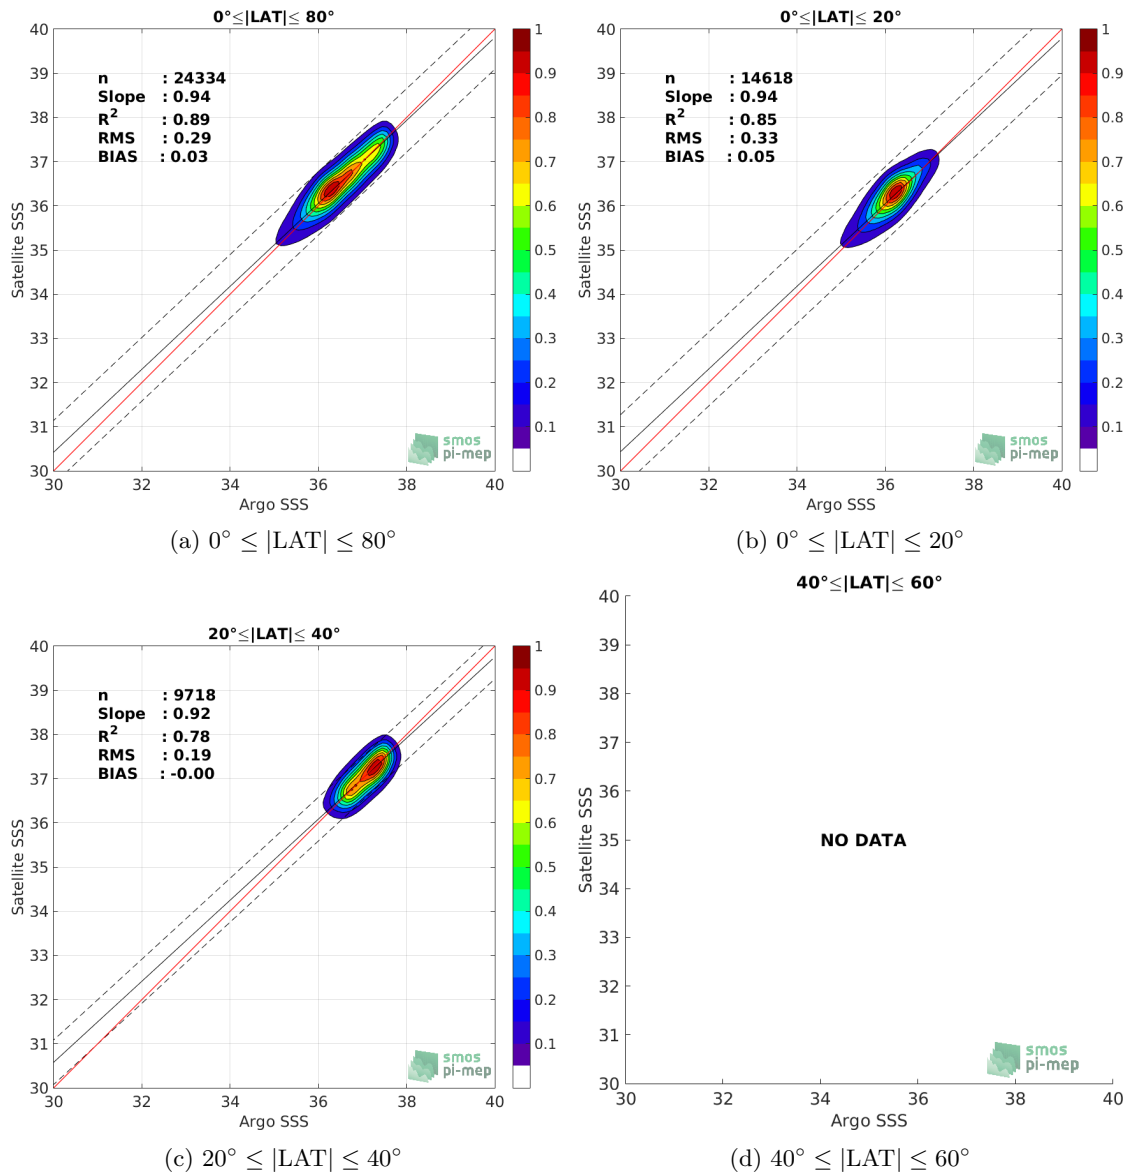 0°≤|LAT|≤ 80°
40
39
38
37
36
35
34
33
32
31
30
Satellite SSS
n : 24334
Slope : 0.94
R2 : 0.89
RMS : 0.29
BIAS : 0.03
smos
pi-mep
30 32 34 36 38 40
Argo SSS
1
0.9
0.8
0.7
0.6
0.5
0.4
0.3
0.2
0.1
(a) 0° ≤ |LAT| ≤ 80°
0°≤|LAT|≤ 20°
40
39
38
37
36
35
34
33
32
31
30
Satellite SSS
n : 14618
Slope : 0.94
R2 : 0.85
RMS : 0.33
BIAS : 0.05
smos
pi-mep
30 32 34 36 38 40
Argo SSS
1
0.9
0.8
0.7
0.6
0.5
0.4
0.3
0.2
0.1
(b) 0° ≤ |LAT| ≤ 20°
20°≤|LAT|≤ 40°
40
39
38
37
36
35
34
33
32
31
30
Satellite SSS
n : 9718
Slope : 0.92
R2 : 0.78
RMS : 0.19
BIAS : -0.00
smos
pi-mep
30 32 34 36 38 40
Argo SSS
1
0.9
0.8
0.7
0.6
0.5
0.4
0.3
0.2
0.1
(c) 20° ≤ |LAT| ≤ 40°
40°≤|LAT|≤ 60°
40
39
38
37
36
35
34
33
32
31
30
Satellite SSS
NO DATA
smos
pi-mep
30 32 34 36 38 40
Argo SSS
(d) 40° ≤ |LAT| ≤ 60°